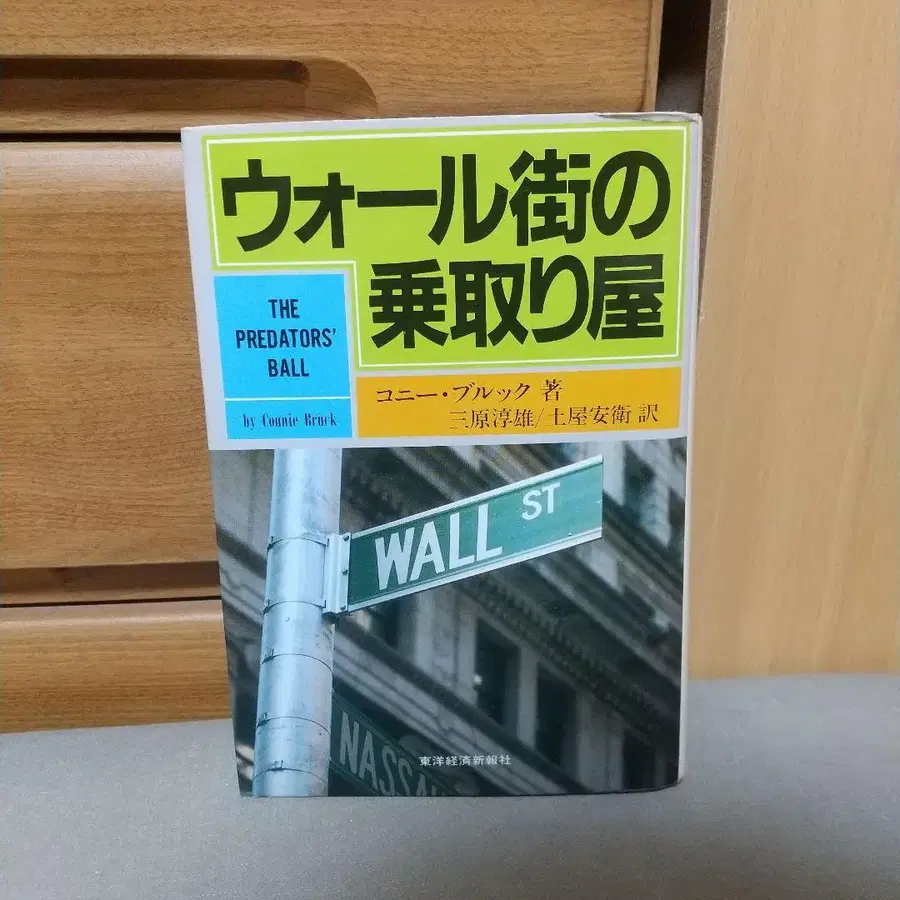 ウォール街の
乗取り屋
THE
PREDATORS'
BALL
by Connie Bruck
コニー・ブルック 著
三原淳雄/土屋安衛 訳
WALL ST
NASSAU
東洋経済新報社